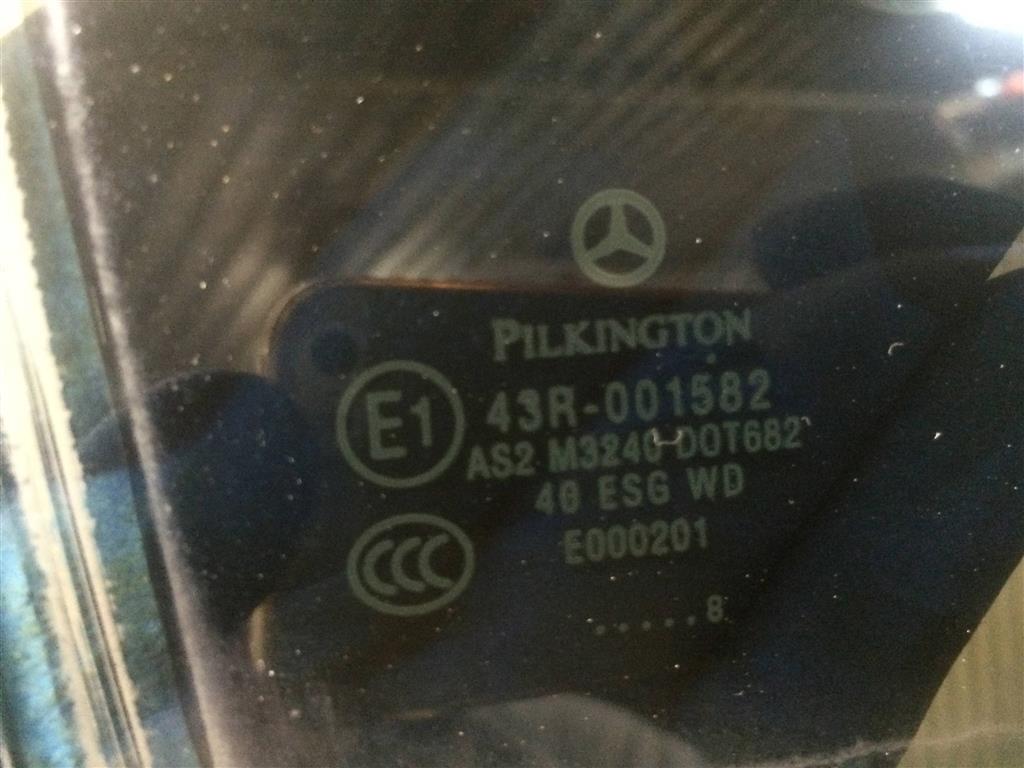 PILKINGTON
E1 43R-001582
AS2 M3240 DOT682
40 ESG WD
E000201
CCC
.....8